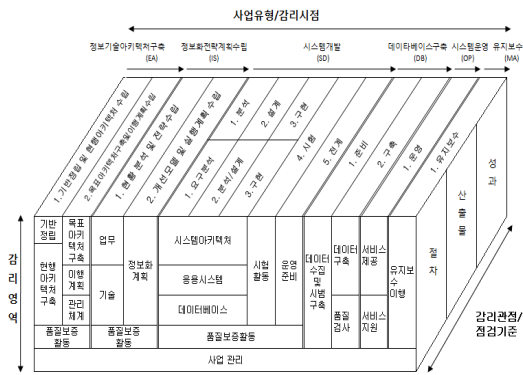 사업유형/감리시점
정보기술아키텍처구축
(EA)
정보화전략계획수립
(IS)
시스템개발
(SD)
데이타베이스구축
(DB)
시스템운영
(OP)
유지보수
(MA)
1. 기반정립 및 현행아키텍처 수립
2. 목표아키텍처구축및이행계획수립
1. 현황 분석 및 전략 수립
2. 개선모델 및 실행계획 수립
1. 분석
2. 설계
3. 구현
1. 요구분석
2. 분석/설계
3. 구현
4. 시험
5. 전개
1. 준비
2. 구축
1. 운영
1. 유지보수
성과
산출물
절차
감리영역
감리관점/
점검기준
기반
정립
현행
아키
텍처
구축
목표
아키
텍처
구축
이행
계획
관리
체계
업무
기술
정보화
계획
시스템아키텍처
응용시스템
데이터베이스
시험
활동
운영
준비
데이터
수집
및
시범
구축
데이터
구축
품질
검사
서비스
제공
서비스
지원
유지보
수
이행
품질보증
활동
품질보증
활동
품질보증활동
사업 관리